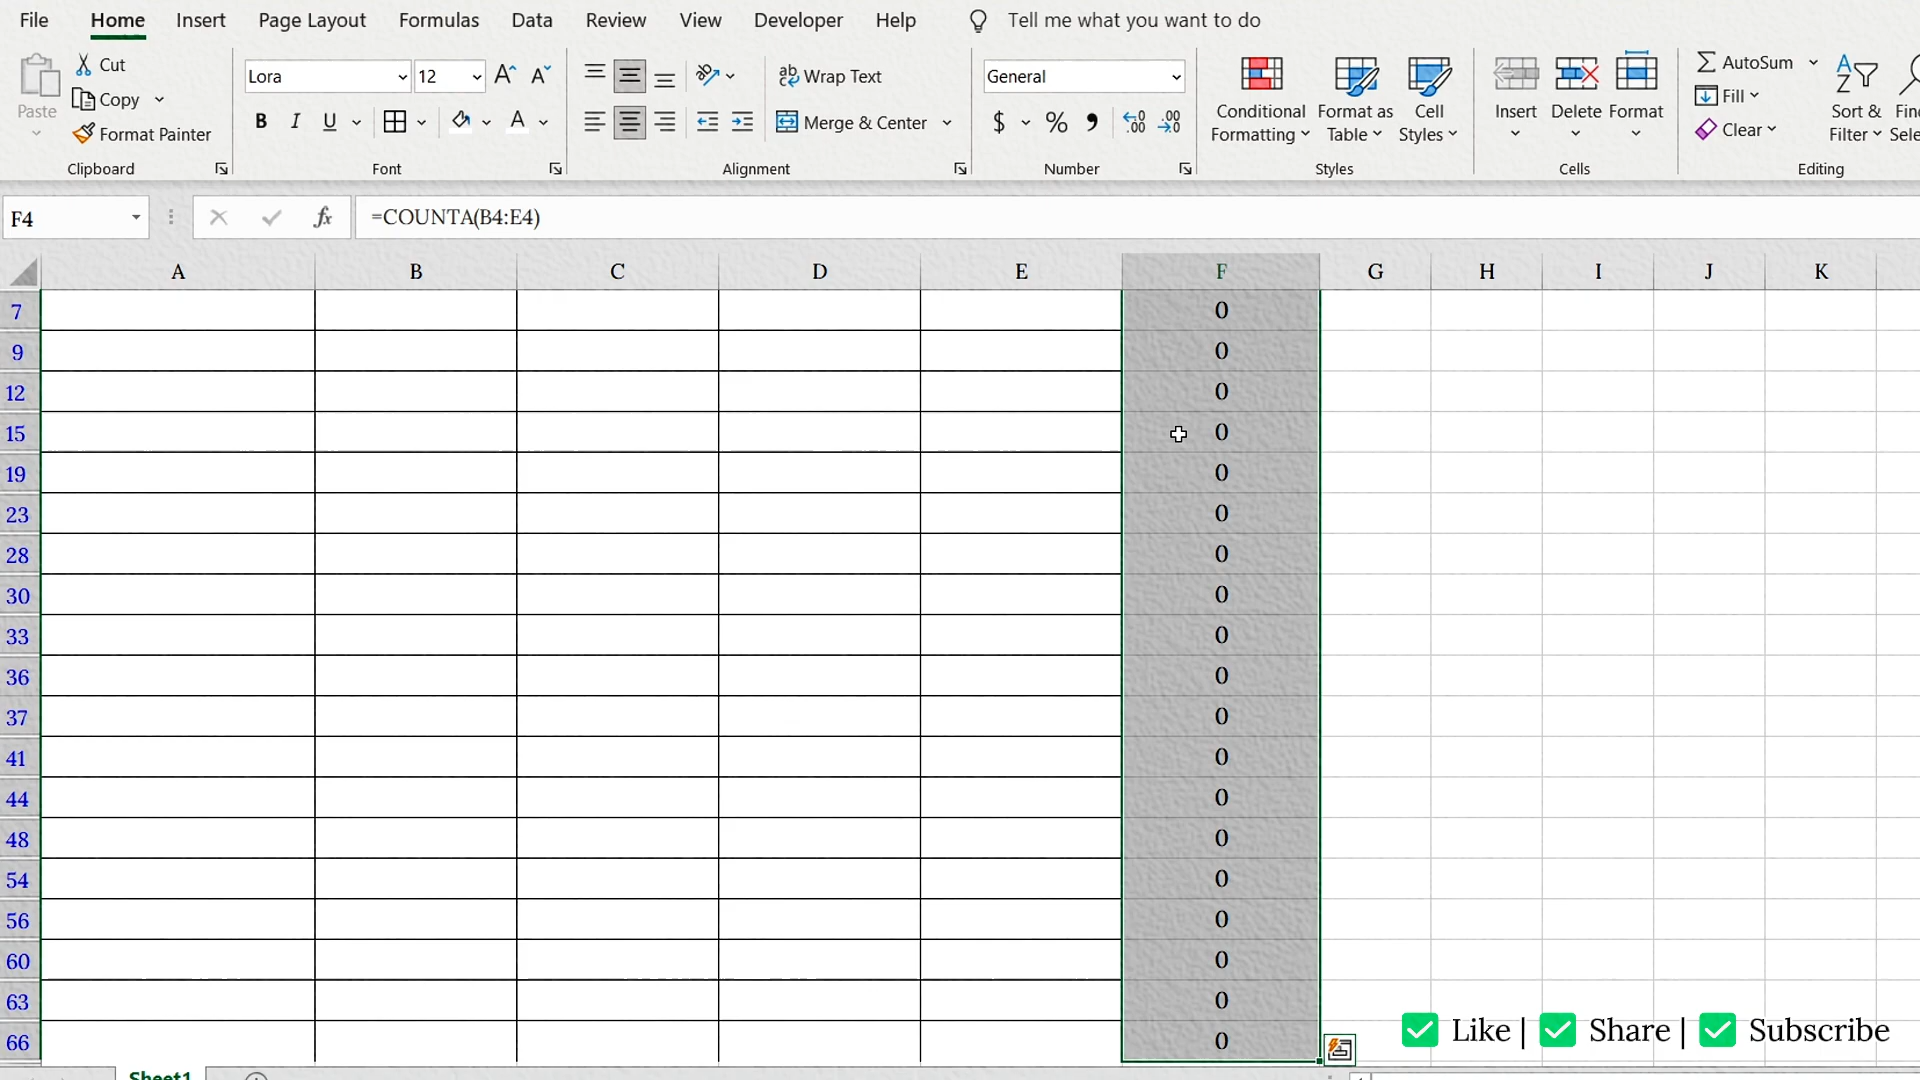 File Home Insert Page Layout Formulas Data Review View Developer Help Tell me what you want to do
Paste
Cut
Copy
Format Painter
Clipboard
Lora 12
B I U
Font
Wrap Text
Merge & Center
Alignment
General
$ % ,
Number
Conditional Formatting
Format as Table
Cell Styles
Styles
Insert
Delete
Format
Cells
AutoSum
Fill
Clear
Sort & Filter
Editing
F4
fx
=COUNTA(B4:E4)
A B C D E F G H I J K
7 0
9 0
12 0
15 0
19 0
23 0
28 0
30 0
33 0
36 0
37 0
41 0
44 0
48 0
54 0
56 0
60 0
63 0
66 0
Like | Share | Subscribe
Sheet1